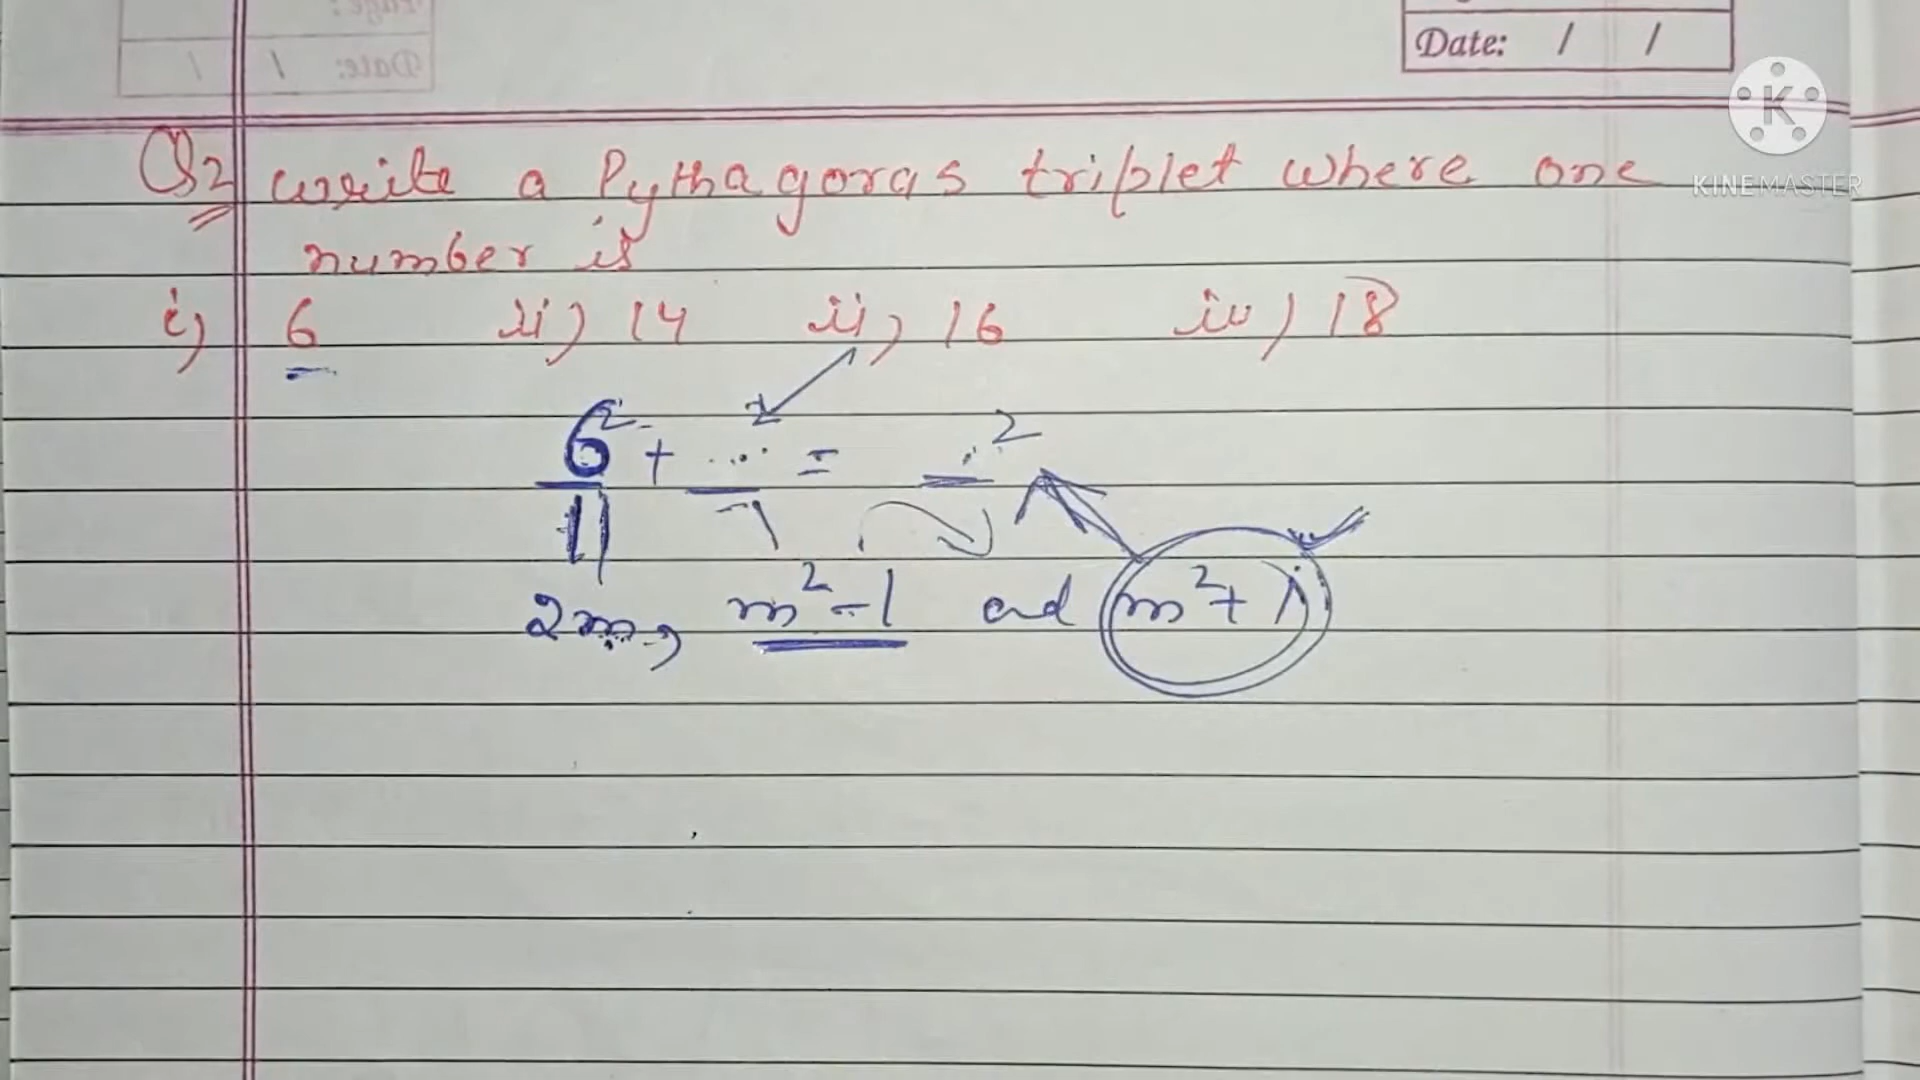 Date: / /
KINEMASTER
Q2 write a Pythagoras triplet where one
number is
i) 6 ii) 14 ii) 16 iv) 18
6² + ...² = .²
2m, m²-1 and m²+1